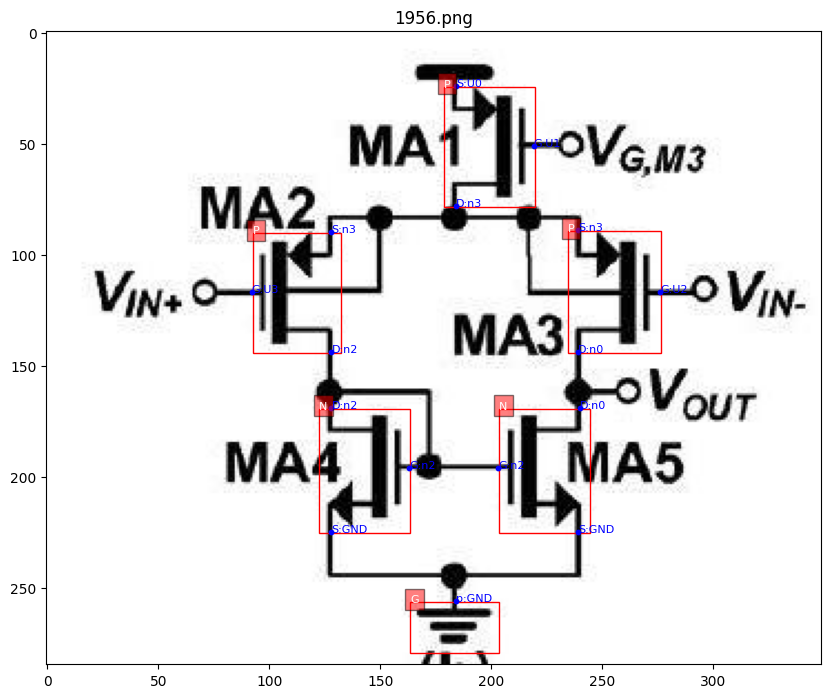 1956.png
0
50
100
150
200
250
0
50
100
150
200
250
300
P
S:U0
G:U1
D:n3
MA1
V_{G,M3}
MA2
P
S:n3
D:n2
V_{IN+}
P
S:n3
G:U2
D:n0
V_{IN-}
MA3
V_{OUT}
N
D:n2
G:n2
S:GND
MA4
N
D:n0
G:n2
S:GND
MA5
G
p:GND